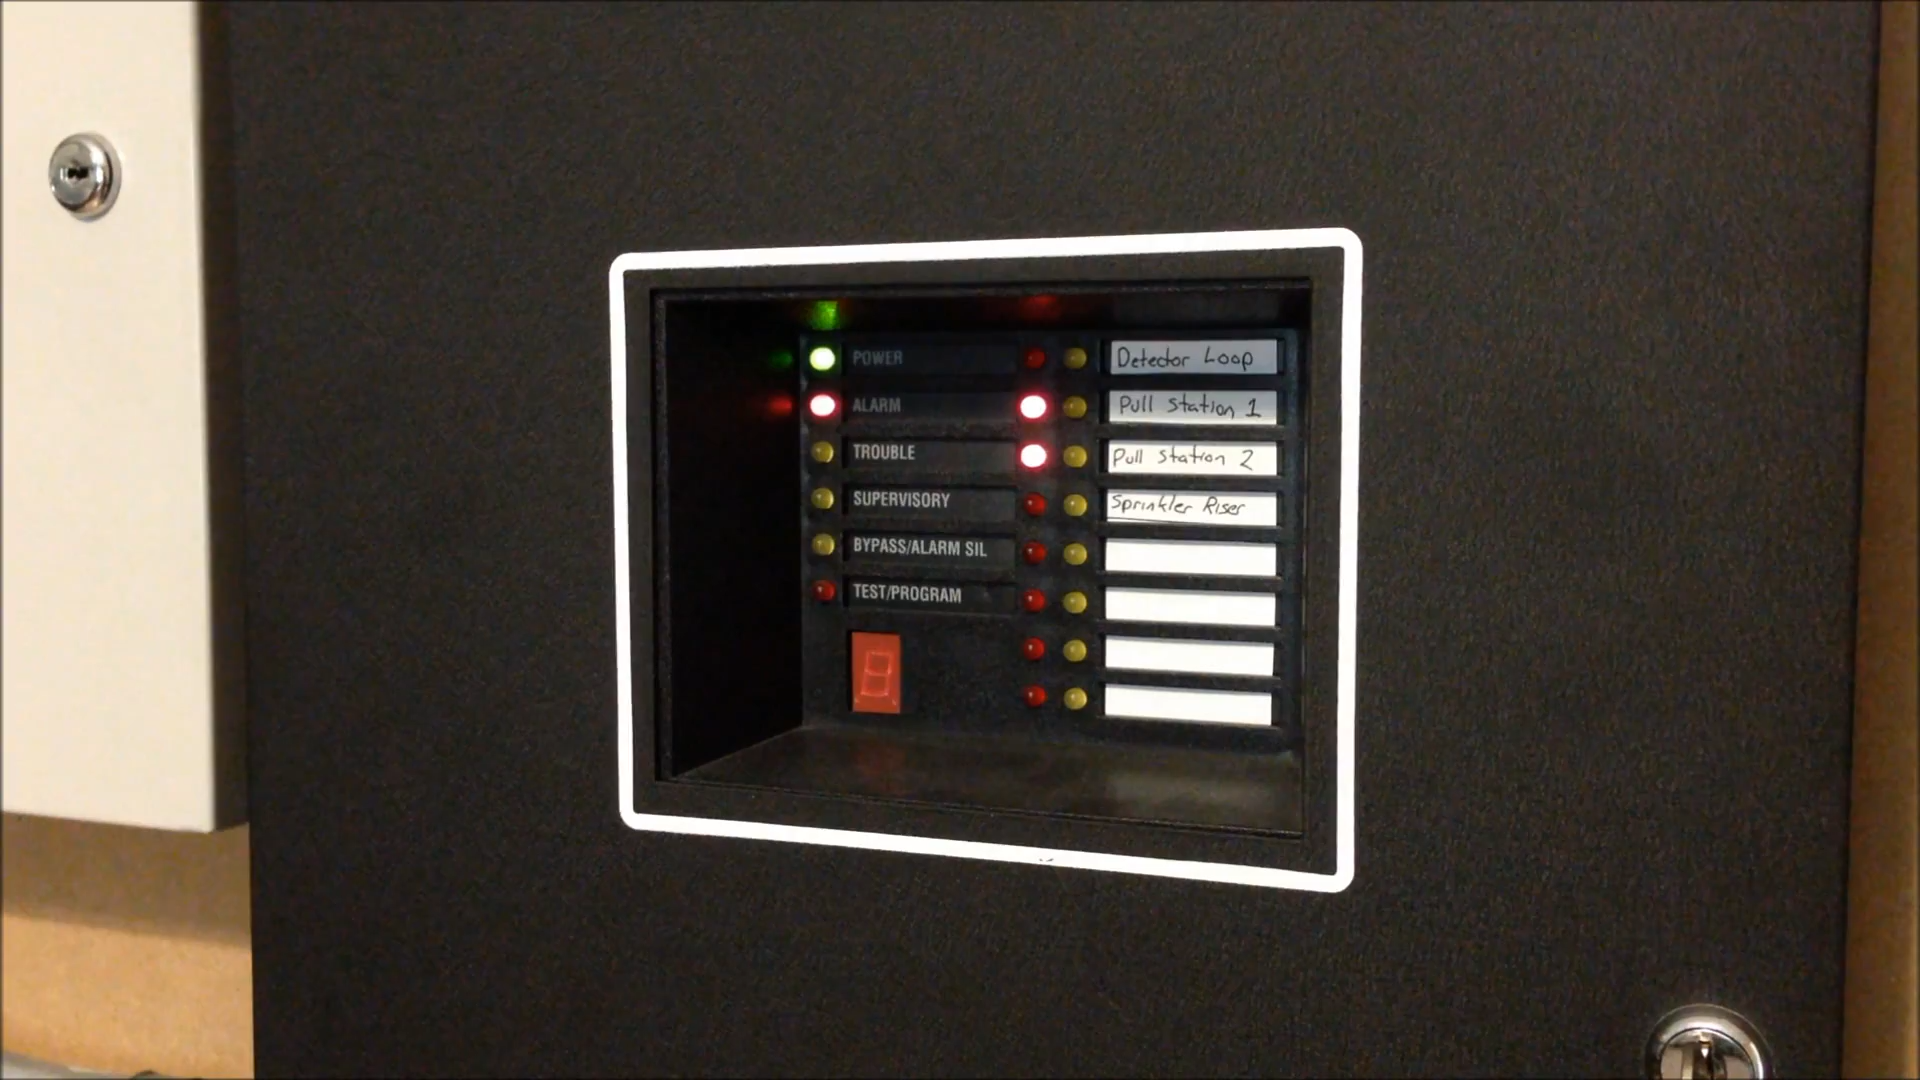 POWER
ALARM
TROUBLE
SUPERVISORY
BYPASS/ALARM SIL
TEST/PROGRAM
Detector Loop
Pull Station 1
Pull Station 2
Sprinkler Riser